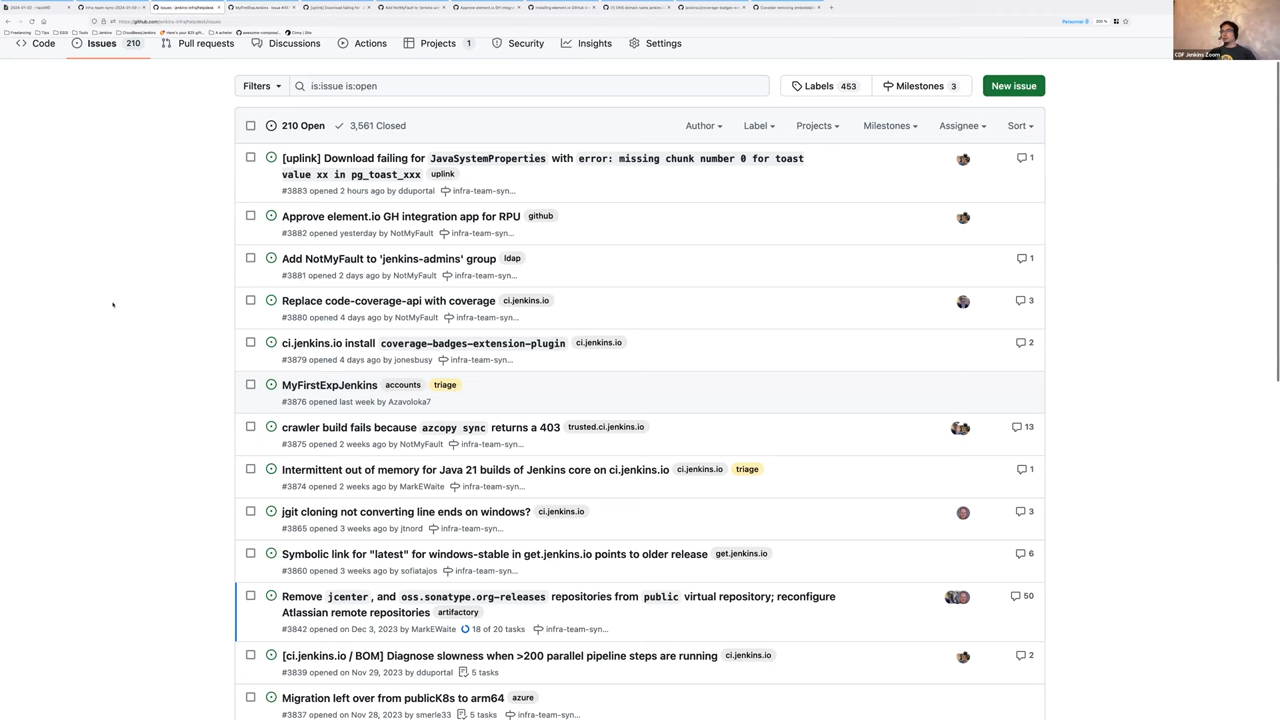 https://github.com/jenkins-infra/helpdesk/issues
Code
Issues 210
Pull requests
Discussions
Actions
Projects 1
Security
Insights
Settings
CDF Jenkins Zoom
Filters
is:issue is:open
Labels 453
Milestones 3
New issue
210 Open
3,561 Closed
Author
Label
Projects
Milestones
Assignee
Sort
[uplink] Download failing for JavaSystemProperties with error: missing chunk number 0 for toast
value xx in pg_toast_xxx uplink
1
#3883 opened 2 hours ago by dduportal infra-team-syn...
Approve element.io GH integration app for RPU github
#3882 opened yesterday by NotMyFault infra-team-syn...
Add NotMyFault to 'jenkins-admins' group ldap
1
#3881 opened 2 days ago by NotMyFault infra-team-syn...
Replace code-coverage-api with coverage ci.jenkins.io
3
#3880 opened 4 days ago by NotMyFault infra-team-syn...
ci.jenkins.io install coverage-badges-extension-plugin ci.jenkins.io
2
#3879 opened 4 days ago by jonesbusy infra-team-syn...
MyFirstExpJenkins accounts triage
#3876 opened last week by Azavoloka7
crawler build fails because azcopy sync returns a 403 trusted.ci.jenkins.io
13
#3875 opened 2 weeks ago by NotMyFault infra-team-syn...
Intermittent out of memory for Java 21 builds of Jenkins core on ci.jenkins.io ci.jenkins.io triage
1
#3874 opened 2 weeks ago by MarkEWaite infra-team-syn...
jgit cloning not converting line ends on windows? ci.jenkins.io
3
#3865 opened 3 weeks ago by jtnord infra-team-syn...
Symbolic link for "latest" for windows-stable in get.jenkins.io points to older release get.jenkins.io
6
#3860 opened 3 weeks ago by sofiatajos infra-team-syn...
Remove jcenter, and oss.sonatype.org-releases repositories from public virtual repository; reconfigure
Atlassian remote repositories artifactory
50
#3842 opened on Dec 3, 2023 by MarkEWaite 18 of 20 tasks infra-team-syn...
[ci.jenkins.io / BOM] Diagnose slowness when >200 parallel pipeline steps are running ci.jenkins.io
2
#3839 opened on Nov 29, 2023 by dduportal 5 tasks
Migration left over from publicK8s to arm64 azure
#3837 opened on Nov 28, 2023 by smerle33 5 tasks infra-team-syn...